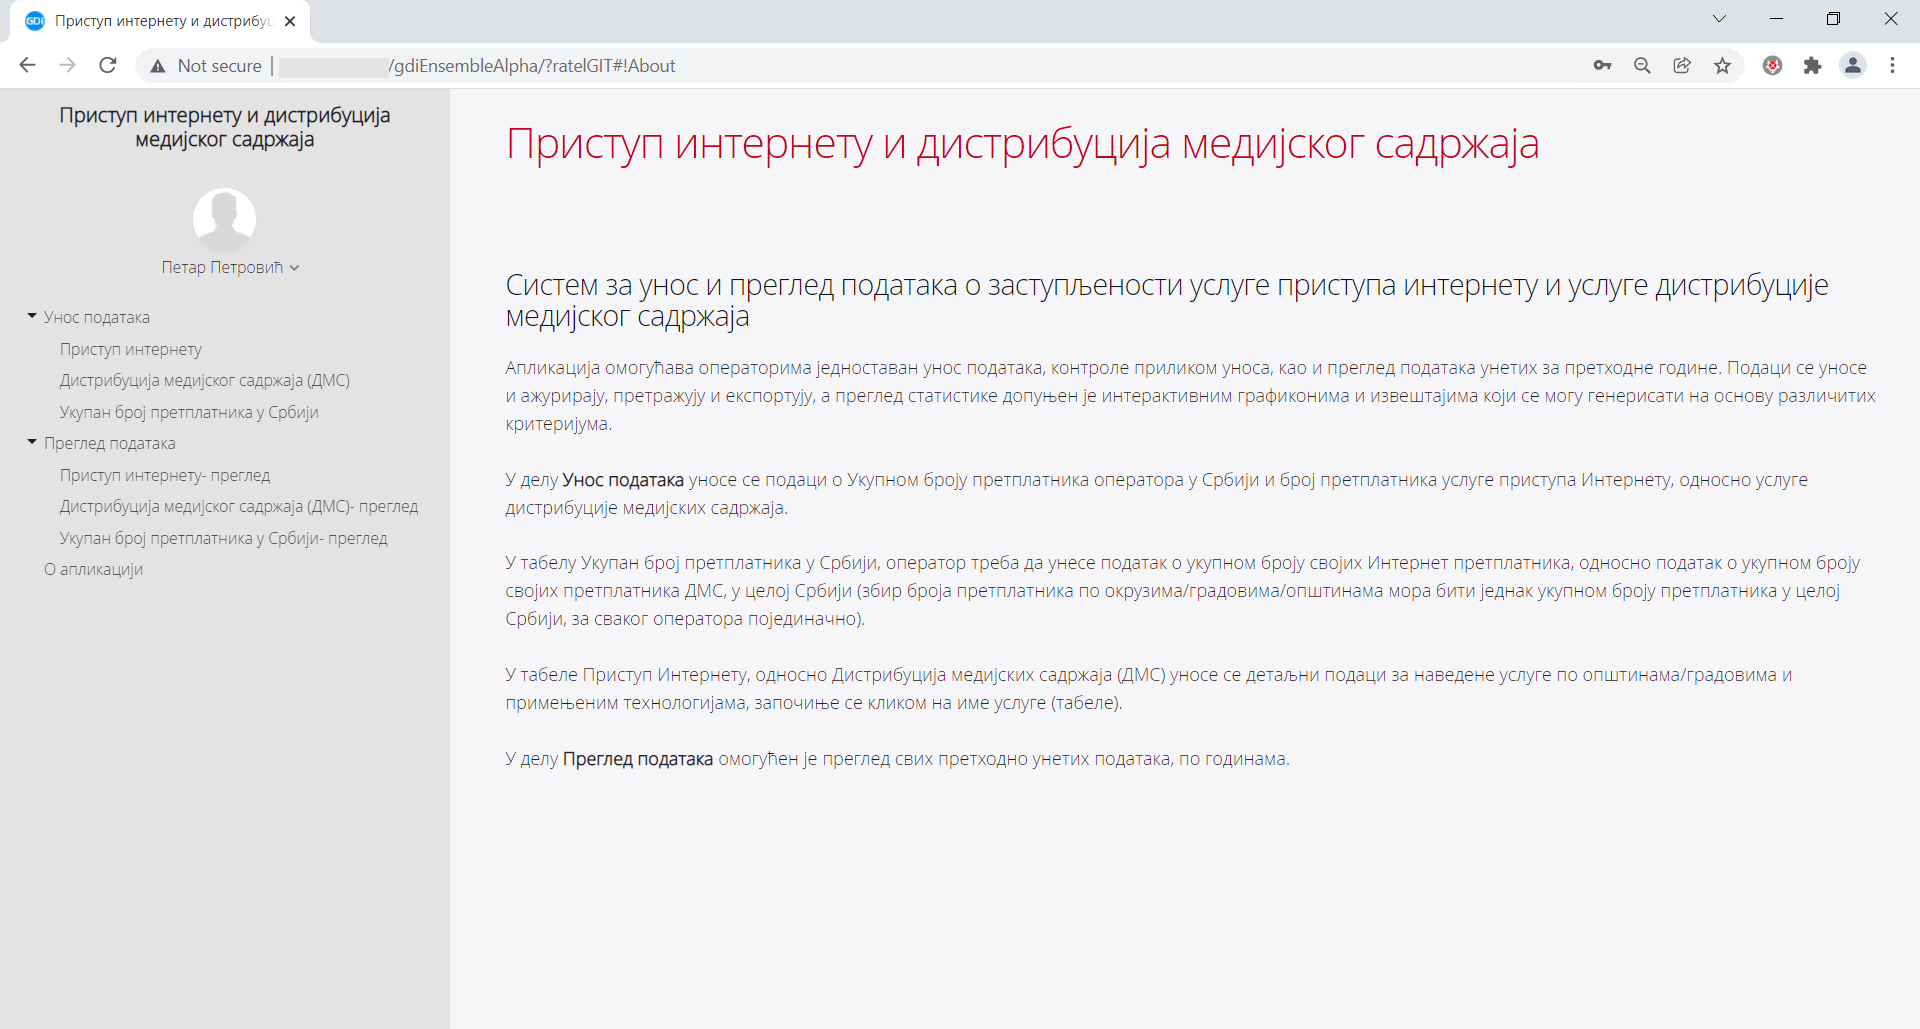 Приступ интернету и дистрибуц
Not secure
/gdiEnsembleAlpha/?ratelGIT#!About
Приступ интернету и дистрибуција
медијског садржаја
Петар Петровић
Унос података
Приступ интернету
Дистрибуција медијског садржаја (ДМС)
Укупан број претплатника у Србији
Преглед података
Приступ интернету- преглед
Дистрибуција медијског садржаја (ДМС)- преглед
Укупан број претплатника у Србији- преглед
О апликацији
Приступ интернету и дистрибуција медијског садржаја
Систем за унос и преглед података о заступљености услуге приступа интернету и услуге дистрибуције
медијског садржаја
Апликација омогућава операторима једноставан унос података, контроле приликом уноса, као и преглед података унетих за претходне године. Подаци се уносе
и ажурирају, претражују и експортују, а преглед статистике допуњен је интерактивним графиконима и извештајима који се могу генерисати на основу различитих
критеријума.
У делу Унос података уносе се подаци о Укупном броју претплатника оператора у Србији и број претплатника услуге приступа Интернету, односно услуге
дистрибуције медијских садржаја.
У табелу Укупан број претплатника у Србији, оператор треба да унесе податак о укупном броју својих Интернет претплатника, односно податак о укупном броју
својих претплатника ДМС, у целој Србији (збир броја претплатника по окрузима/градовима/општинама мора бити једнак укупном броју претплатника у целој
Србији, за сваког оператора појединачно).
У табеле Приступ Интернету, односно Дистрибуција медијских садржаја (ДМС) уносе се детаљни подаци за наведене услуге по општинама/градовима и
примењеним технологијама, започиње се кликом на име услуге (табеле).
У делу Преглед података омогућен је преглед свих претходно унетих података, по годинама.